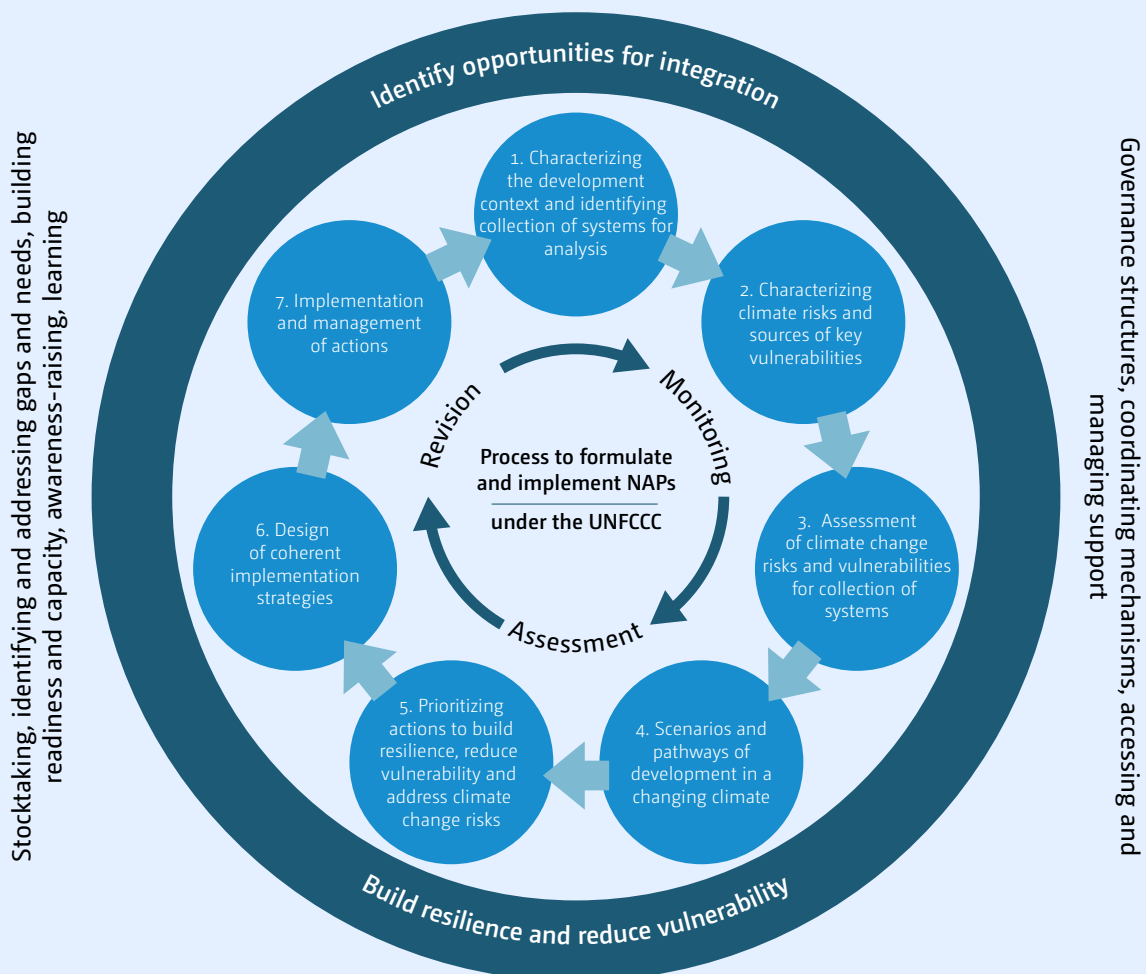 Identify opportunities for integration
Stocktaking, identifying and addressing gaps and needs, building
readiness and capacity, awareness-raising, learning
Governance structures, coordinating mechanisms, accessing and
managing support
1. Characterizing
the development
context and identifying
collection of systems for
analysis
2. Characterizing
climate risks and
sources of key
vulnerabilities
3. Assessment
of climate change
risks and vulnerabilities
for collection of
systems
4. Scenarios and
pathways of
development in a
changing climate
5. Prioritizing
actions to build
resilience, reduce
vulnerability and
address climate
change risks
6. Design
of coherent
implementation
strategies
7. Implementation
and management
of actions
Monitoring
Assessment
Revision
Process to formulate
and implement NAPs
under the UNFCCC
Build resilience and reduce vulnerability